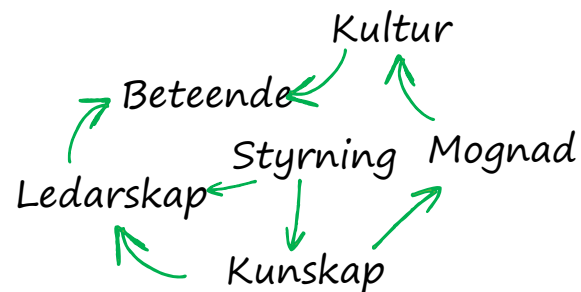 Kultur
Beteende
Styrning
Mognad
Ledarskap
Kunskap